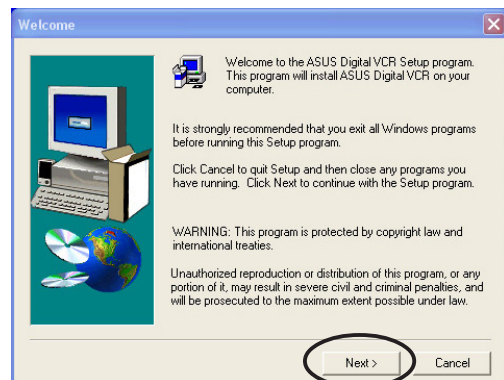 Welcome
Welcome to the ASUS Digital VCR Setup program.
This program will install ASUS Digital VCR on your
computer.
It is strongly recommended that you exit all Windows programs
before running this Setup program.
Click Cancel to quit Setup and then close any programs you
have running. Click Next to continue with the Setup program.
WARNING: This program is protected by copyright law and
international treaties.
Unauthorized reproduction or distribution of this program, or any
portion of it, may result in severe civil and criminal penalties, and
will be prosecuted to the maximum extent possible under law.
Next >
Cancel